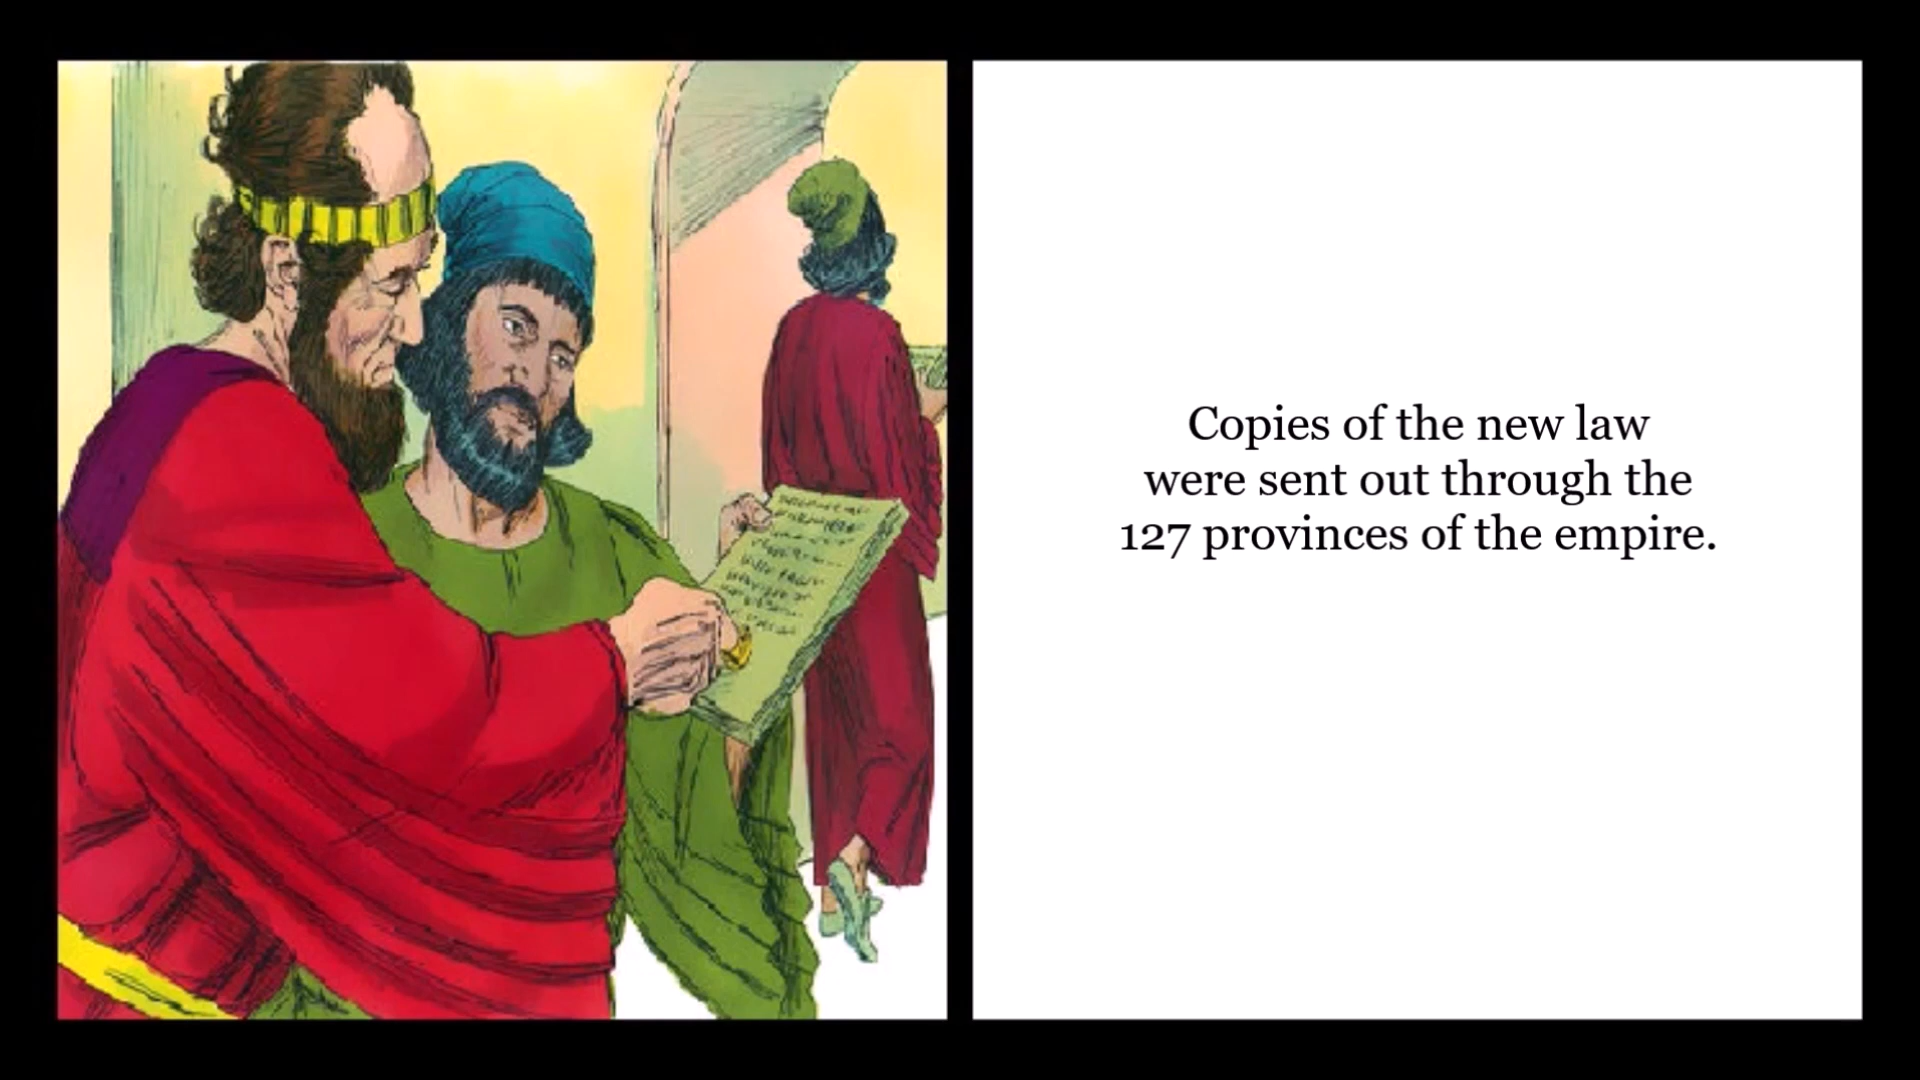 Copies of the new law
were sent out through the
127 provinces of the empire.